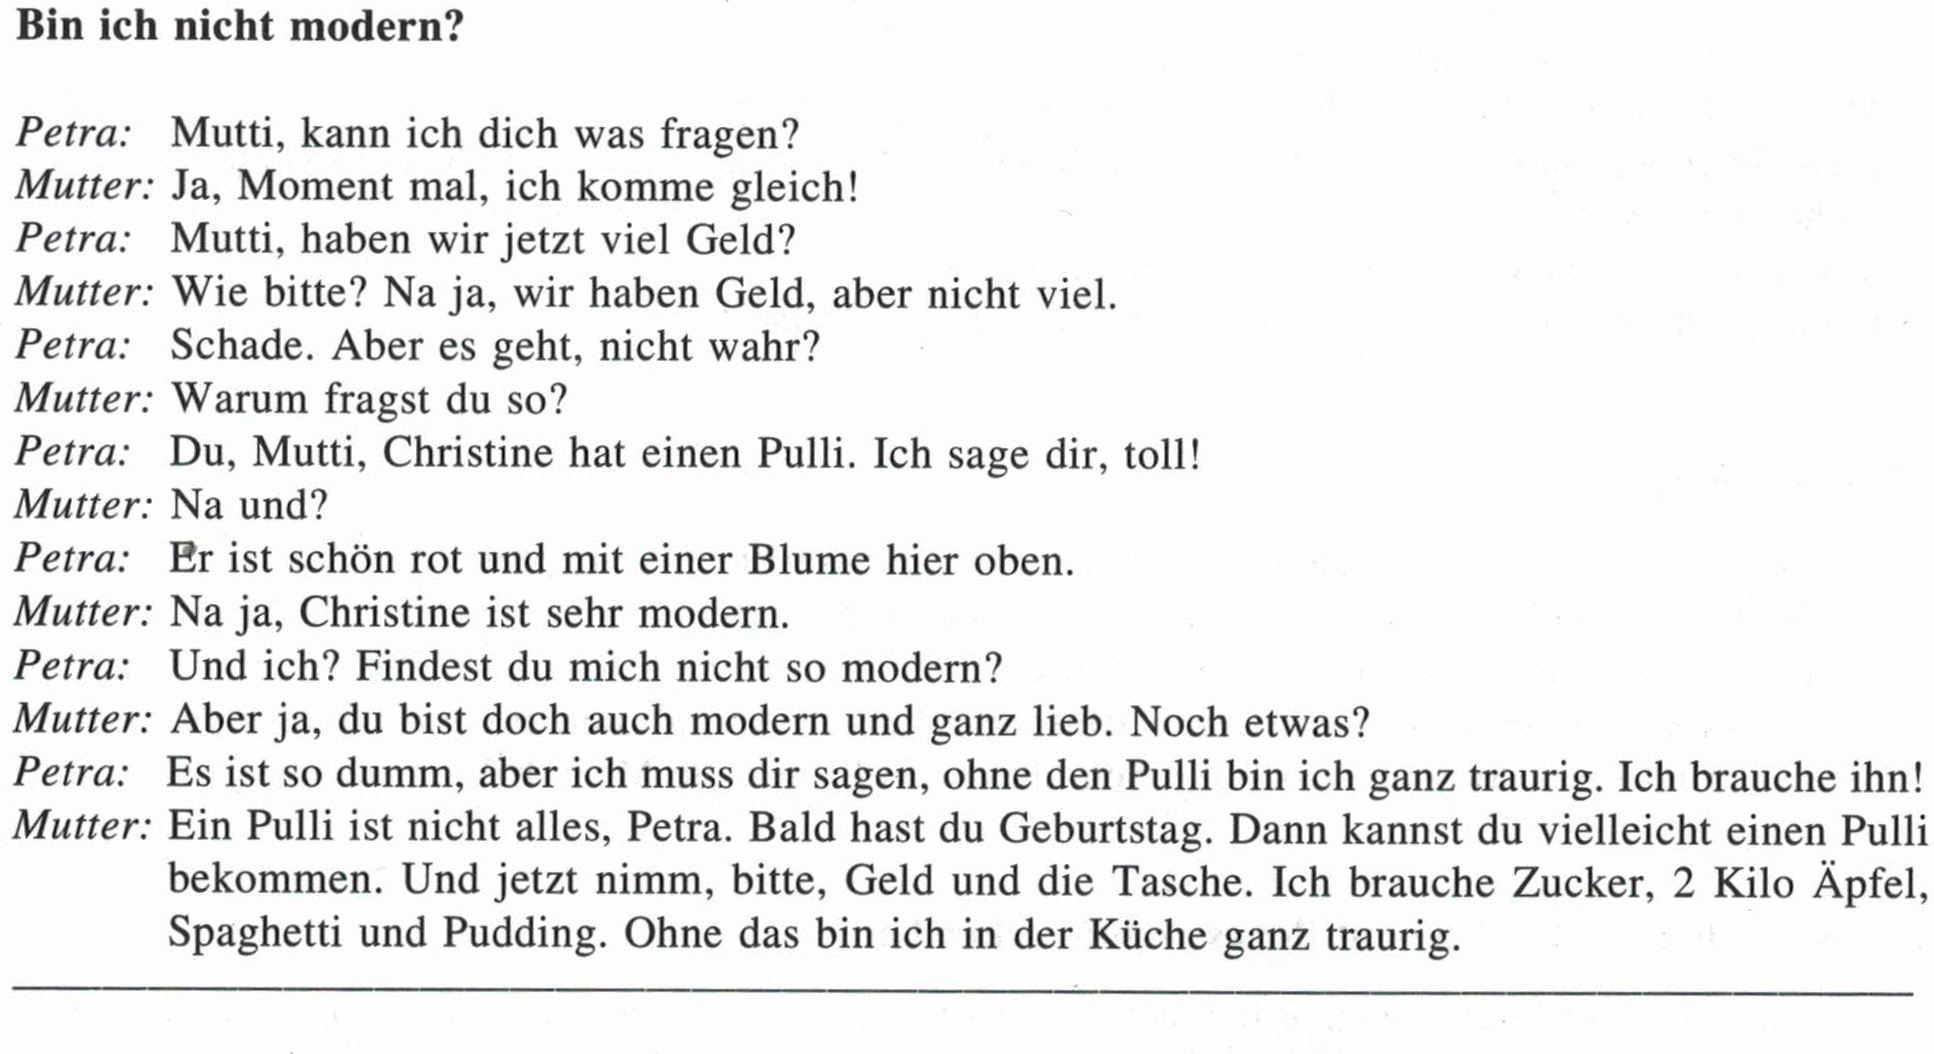 Bin ich nicht modern?
Petra: Mutti, kann ich dich was fragen?
Mutter: Ja, Moment mal, ich komme gleich!
Petra: Mutti, haben wir jetzt viel Geld?
Mutter: Wie bitte? Na ja, wir haben Geld, aber nicht viel.
Petra: Schade. Aber es geht, nicht wahr?
Mutter: Warum fragst du so?
Petra: Du, Mutti, Christine hat einen Pulli. Ich sage dir, toll!
Mutter: Na und?
Petra: Er ist schön rot und mit einer Blume hier oben.
Mutter: Na ja, Christine ist sehr modern.
Petra: Und ich? Findest du mich nicht so modern?
Mutter: Aber ja, du bist doch auch modern und ganz lieb. Noch etwas?
Petra: Es ist so dumm, aber ich muss dir sagen, ohne den Pulli bin ich ganz traurig. Ich brauche ihn!
Mutter: Ein Pulli ist nicht alles, Petra. Bald hast du Geburtstag. Dann kannst du vielleicht einen Pulli
bekommen. Und jetzt nimm, bitte, Geld und die Tasche. Ich brauche Zucker, 2 Kilo Äpfel,
Spaghetti und Pudding. Ohne das bin ich in der Küche ganz traurig.